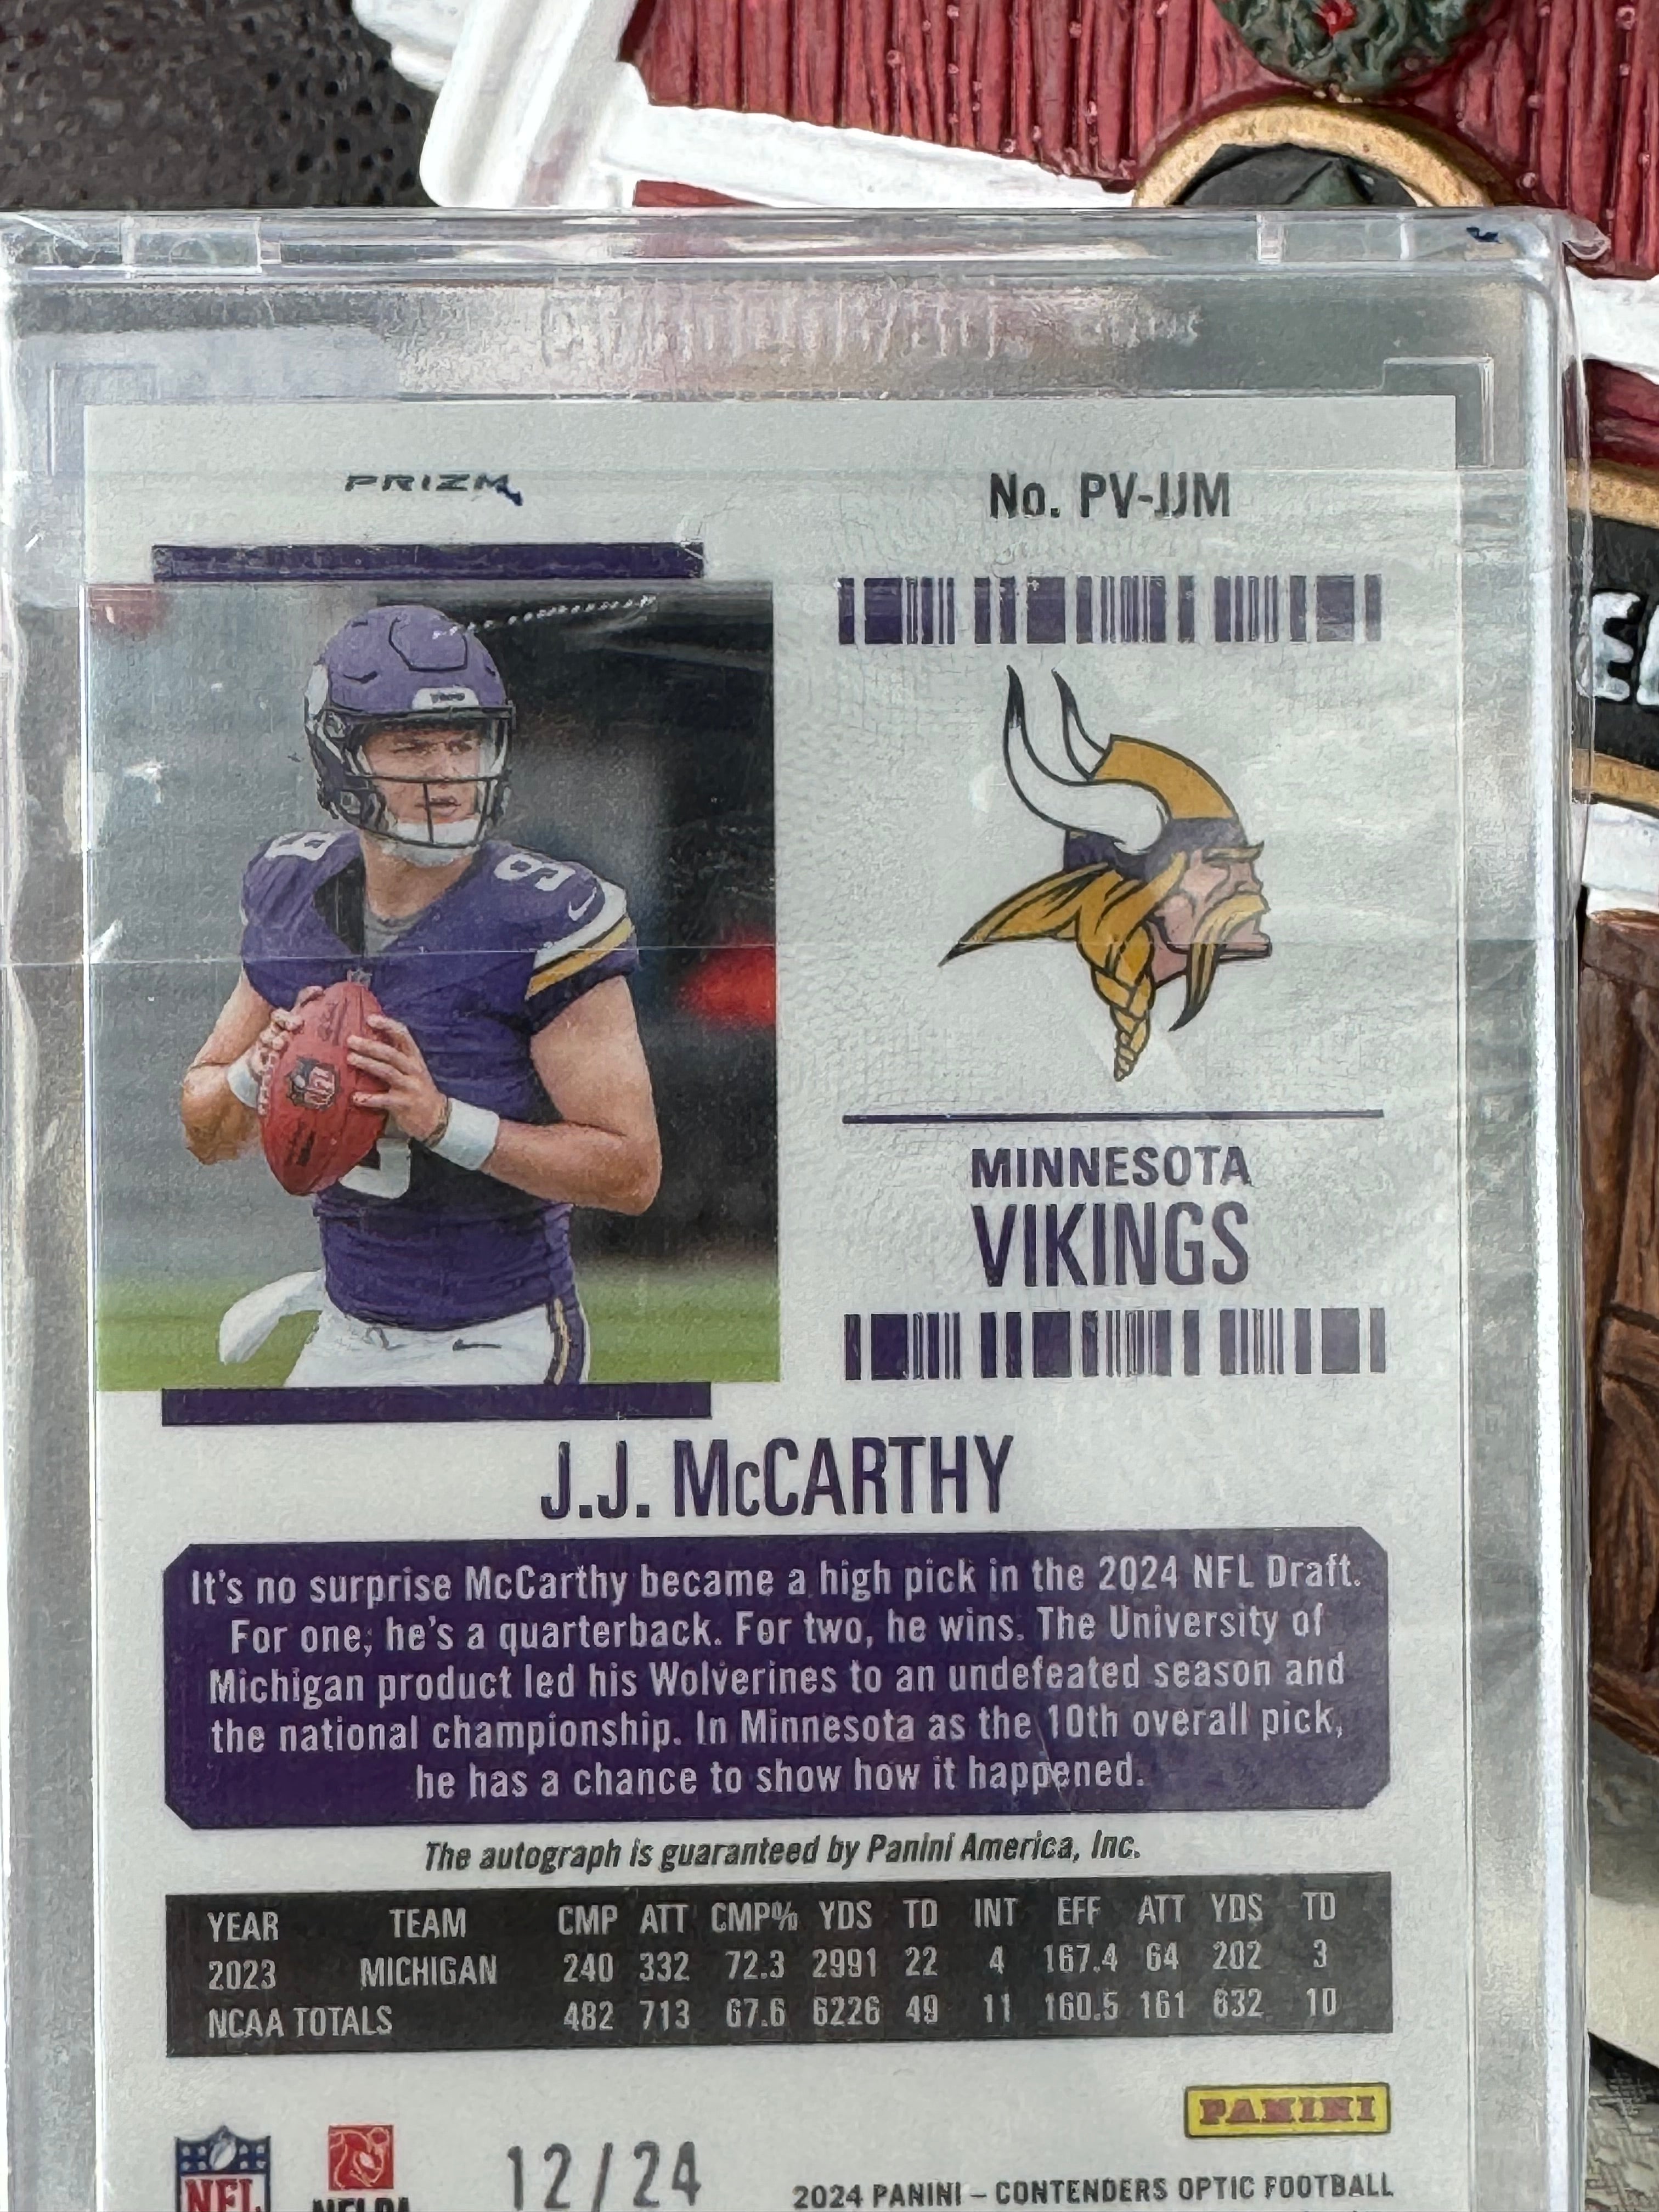 PRIZM
No. PV-JJM
9
9
MINNESOTA
VIKINGS
J.J. McCARTHY
It's no surprise McCarthy became a high pick in the 2024 NFL Draft.
For one, he's a quarterback. For two, he wins. The University of
Michigan product led his Wolverines to an undefeated season and
the national championship. In Minnesota as the 10th overall pick,
he has a chance to show how it happened.
The autograph is guaranteed by Panini America, Inc.
YEAR TEAM CMP ATT CMP% YDS TD INT EFF ATT YDS TD
2023 MICHIGAN 240 332 72.3 2991 22 4 167.4 64 202 3
NCAA TOTALS 482 713 67.6 6226 49 11 160.5 161 632 10
PANINI
NFL
NFLPA
12/24
2024 PANINI – CONTENDERS OPTIC FOOTBALL